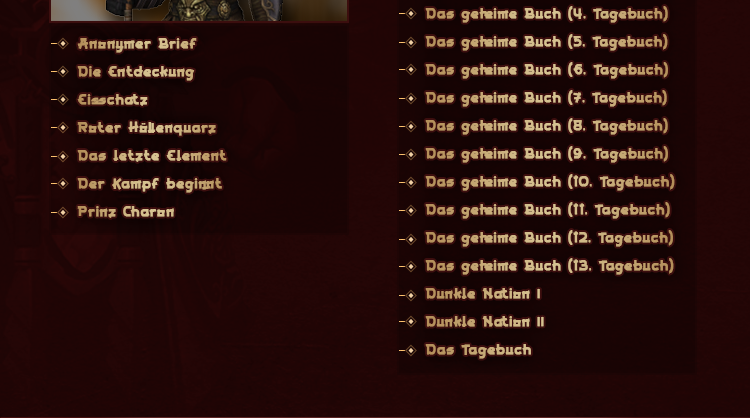 Anonymer Brief
Die Entdeckung
Eisschatz
Roter Höllenquarz
Das letzte Element
Der Kampf beginnt
Prinz Charon
Das geheime Buch (4. Tagebuch)
Das geheime Buch (5. Tagebuch)
Das geheime Buch (6. Tagebuch)
Das geheime Buch (7. Tagebuch)
Das geheime Buch (8. Tagebuch)
Das geheime Buch (9. Tagebuch)
Das geheime Buch (10. Tagebuch)
Das geheime Buch (11. Tagebuch)
Das geheime Buch (12. Tagebuch)
Das geheime Buch (13. Tagebuch)
Dunkle Nation I
Dunkle Nation II
Das Tagebuch